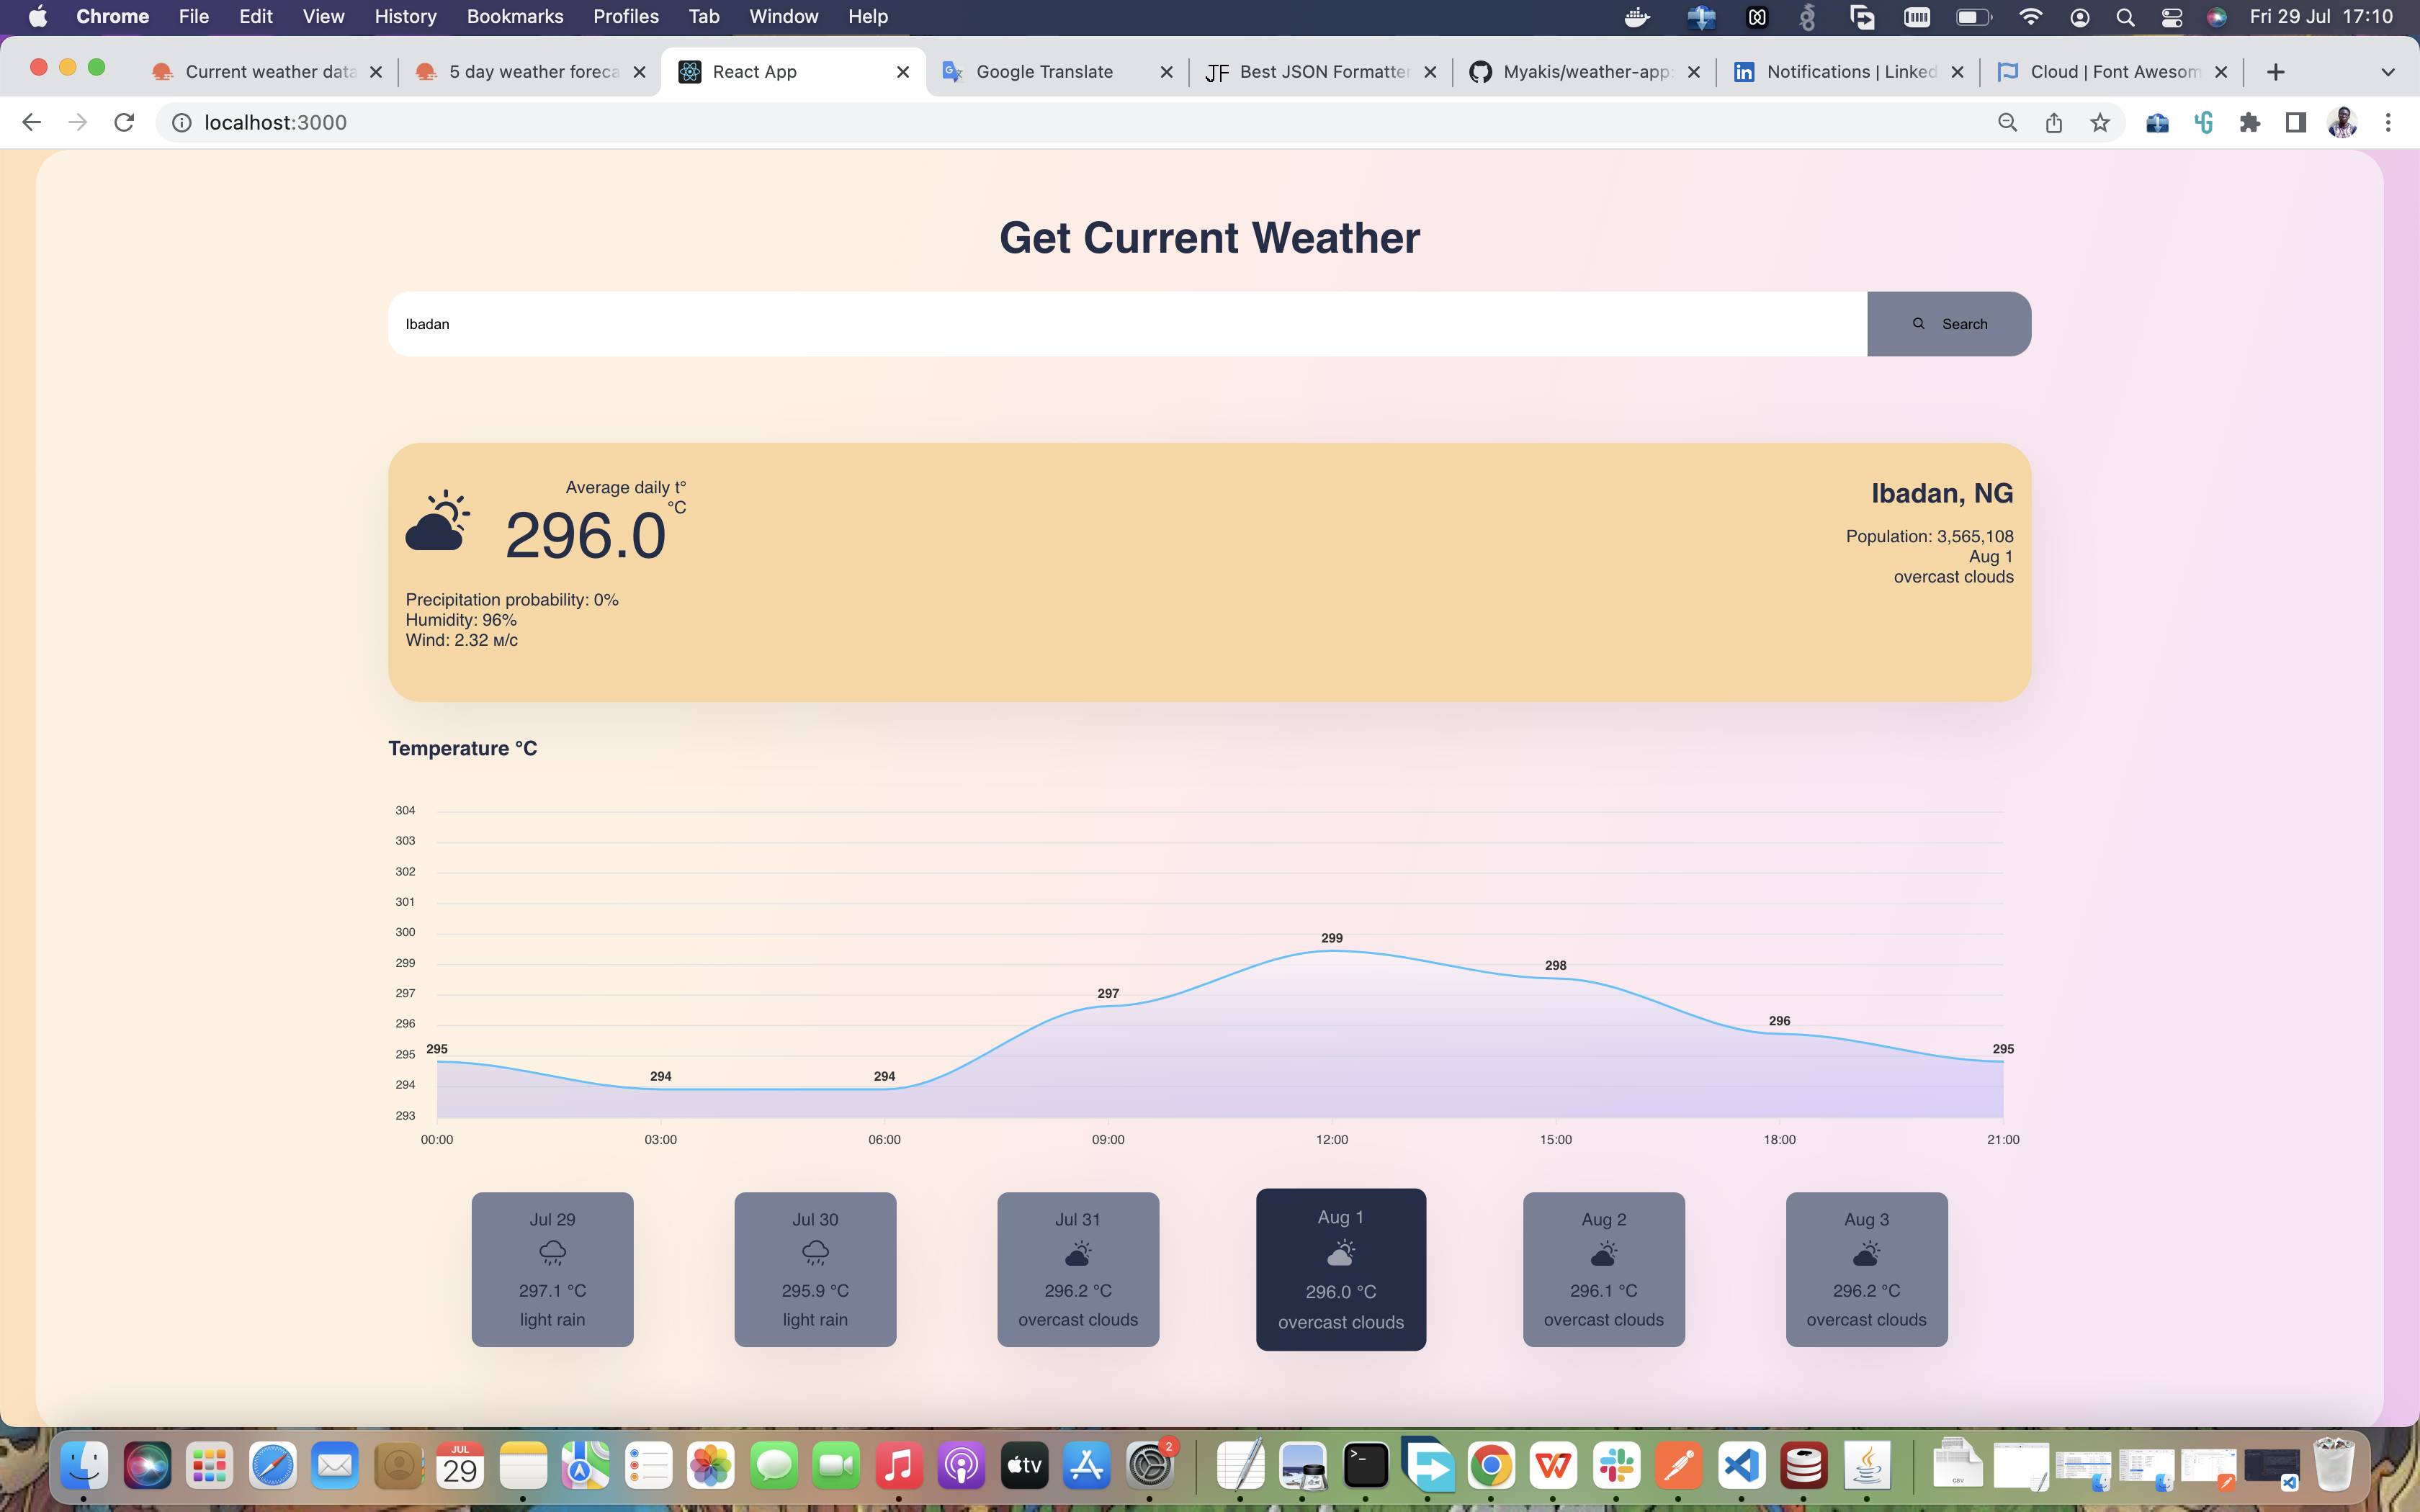 Chrome File Edit View History Bookmarks Profiles Tab Window Help Fri 29 Jul 17:10
Current weather data 5 day weather foreca React App Google Translate JF Best JSON Formatter Myakis/weather-app: Notifications | Linked Cloud | Font Awesom
localhost:3000
Get Current Weather
Ibadan Search
Average daily t°
296.0 °C
Precipitation probability: 0%
Humidity: 96%
Wind: 2.32 м/с
Ibadan, NG
Population: 3,565,108
Aug 1
overcast clouds
Temperature °C
304
303
302
301
300
299
297
296
295
294
293
295 294 294 297 299 298 296 295
00:00 03:00 06:00 09:00 12:00 15:00 18:00 21:00
Jul 29
297.1 °C
light rain
Jul 30
295.9 °C
light rain
Jul 31
296.2 °C
overcast clouds
Aug 1
296.0 °C
overcast clouds
Aug 2
296.1 °C
overcast clouds
Aug 3
296.2 °C
overcast clouds
JUL
29
tv
2
CSV